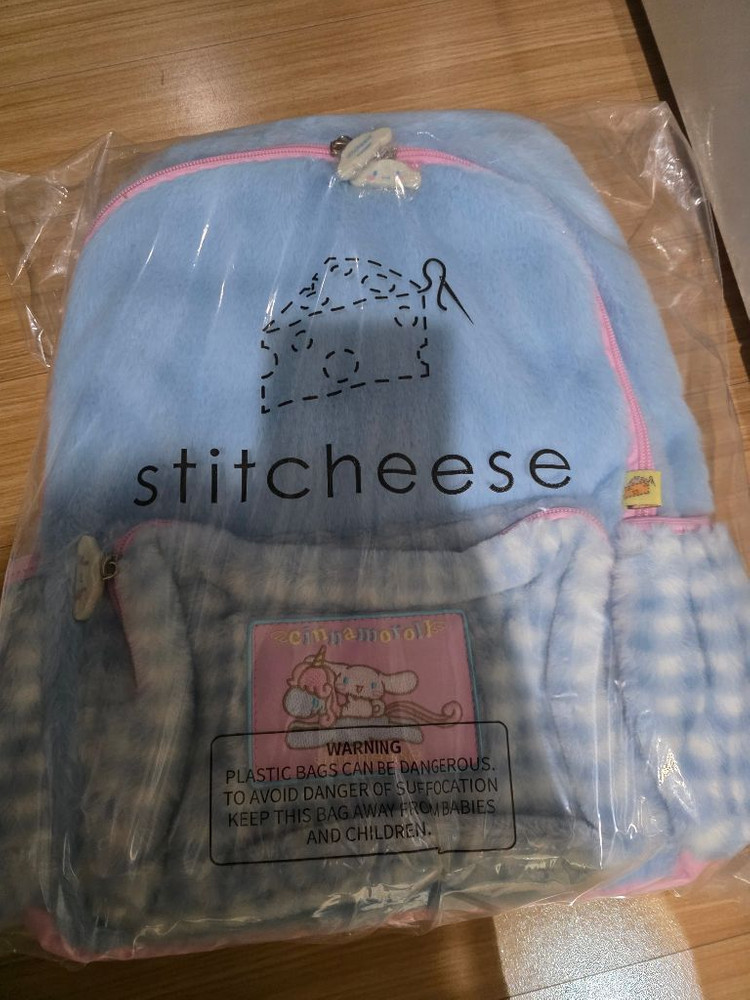 stitcheese
cinnamoroll
WARNING
PLASTIC BAGS CAN BE DANGEROUS.
TO AVOID DANGER OF SUFFOCATION
KEEP THIS BAG AWAY FROM BABIES
AND CHILDREN.